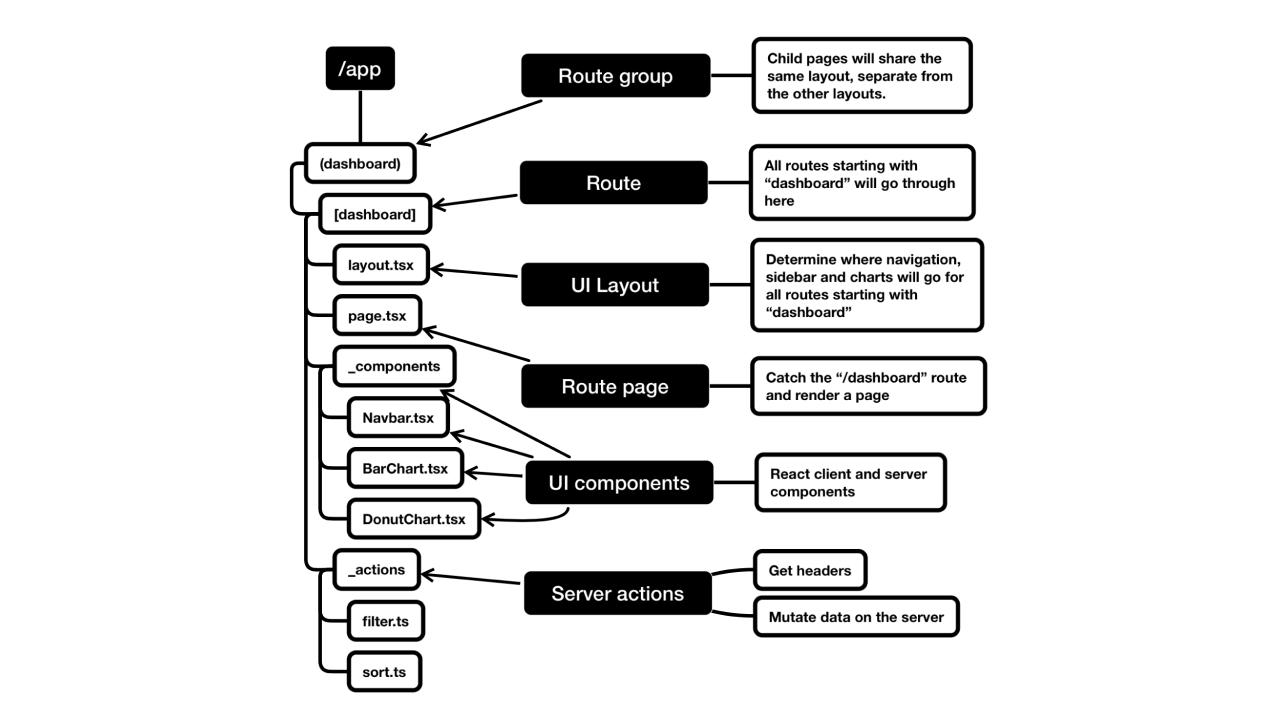 /app
Route group
Child pages will share the
same layout, separate from
the other layouts.
(dashboard)
Route
All routes starting with
“dashboard” will go through
here
[dashboard]
layout.tsx
UI Layout
Determine where navigation,
sidebar and charts will go for
all routes starting with
“dashboard”
page.tsx
Route page
Catch the “/dashboard” route
and render a page
_components
Navbar.tsx
BarChart.tsx
DonutChart.tsx
UI components
React client and server
components
_actions
Server actions
Get headers
Mutate data on the server
filter.ts
sort.ts